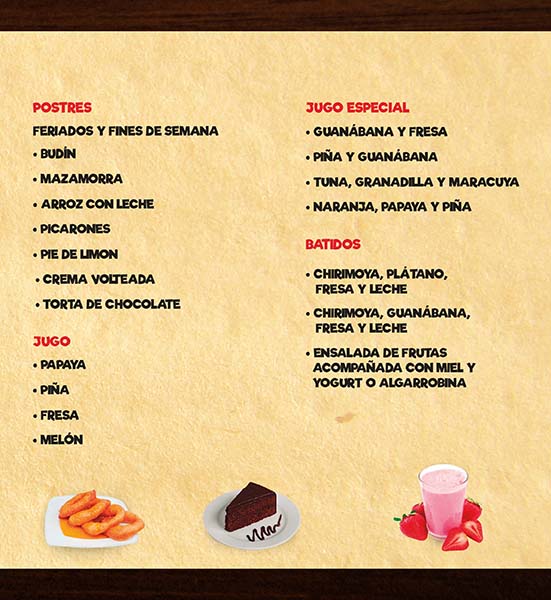 POSTRES
FERIADOS Y FINES DE SEMANA
• BUDÍN
• MAZAMORRA
• ARROZ CON LECHE
• PICARONES
• PIE DE LIMON
• CREMA VOLTEADA
• TORTA DE CHOCOLATE
JUGO
• PAPAYA
• PIÑA
• FRESA
• MELÓN
JUGO ESPECIAL
• GUANÁBANA Y FRESA
• PIÑA Y GUANÁBANA
• TUNA, GRANADILLA Y MARACUYA
• NARANJA, PAPAYA Y PIÑA
BATIDOS
• CHIRIMOYA, PLÁTANO,
FRESA Y LECHE
• CHIRIMOYA, GUANÁBANA,
FRESA Y LECHE
• ENSALADA DE FRUTAS
ACOMPAÑADA CON MIEL Y
YOGURT O ALGARROBINA